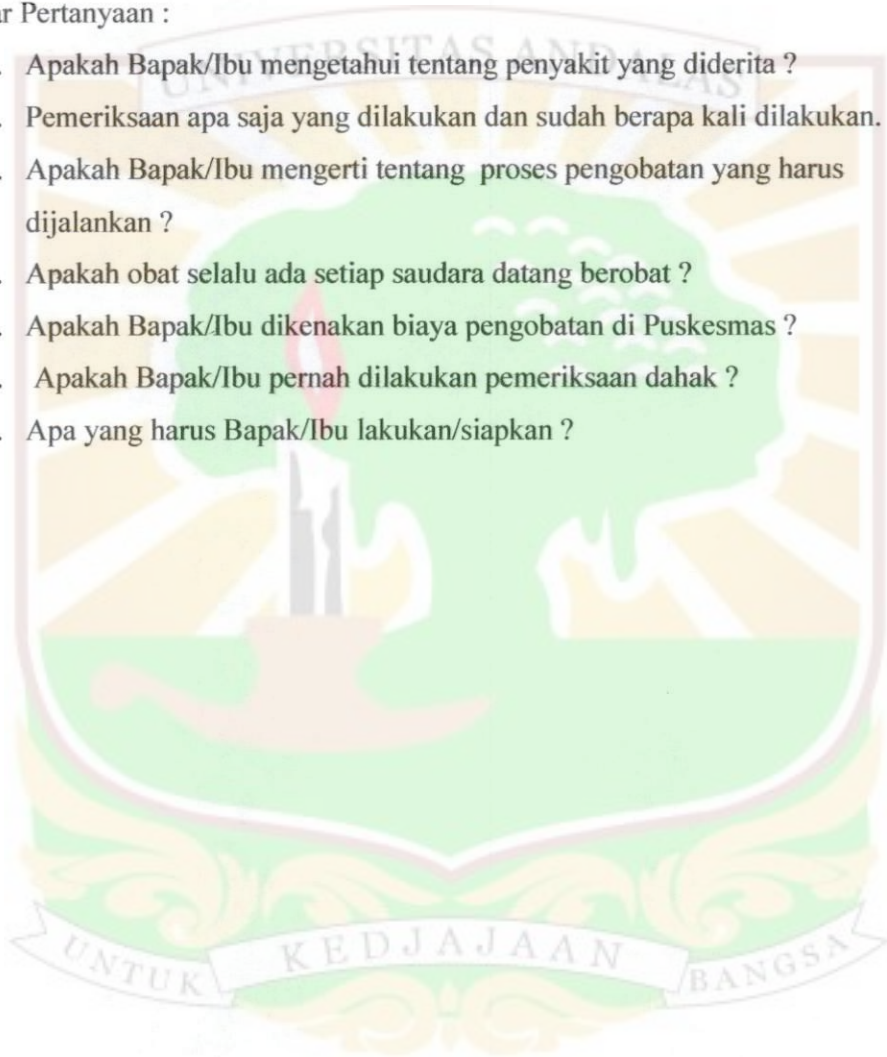 r Pertanyaan :
. Apakah Bapak/Ibu mengetahui tentang penyakit yang diderita ?
. Pemeriksaan apa saja yang dilakukan dan sudah berapa kali dilakukan.
. Apakah Bapak/Ibu mengerti tentang proses pengobatan yang harus
dijalankan ?
. Apakah obat selalu ada setiap saudara datang berobat ?
. Apakah Bapak/Ibu dikenakan biaya pengobatan di Puskesmas ?
. Apakah Bapak/Ibu pernah dilakukan pemeriksaan dahak ?
. Apa yang harus Bapak/Ibu lakukan/siapkan ?
UNIVERSITAS ANDALAS
UNTUK KEDJAJAAN BANGSA